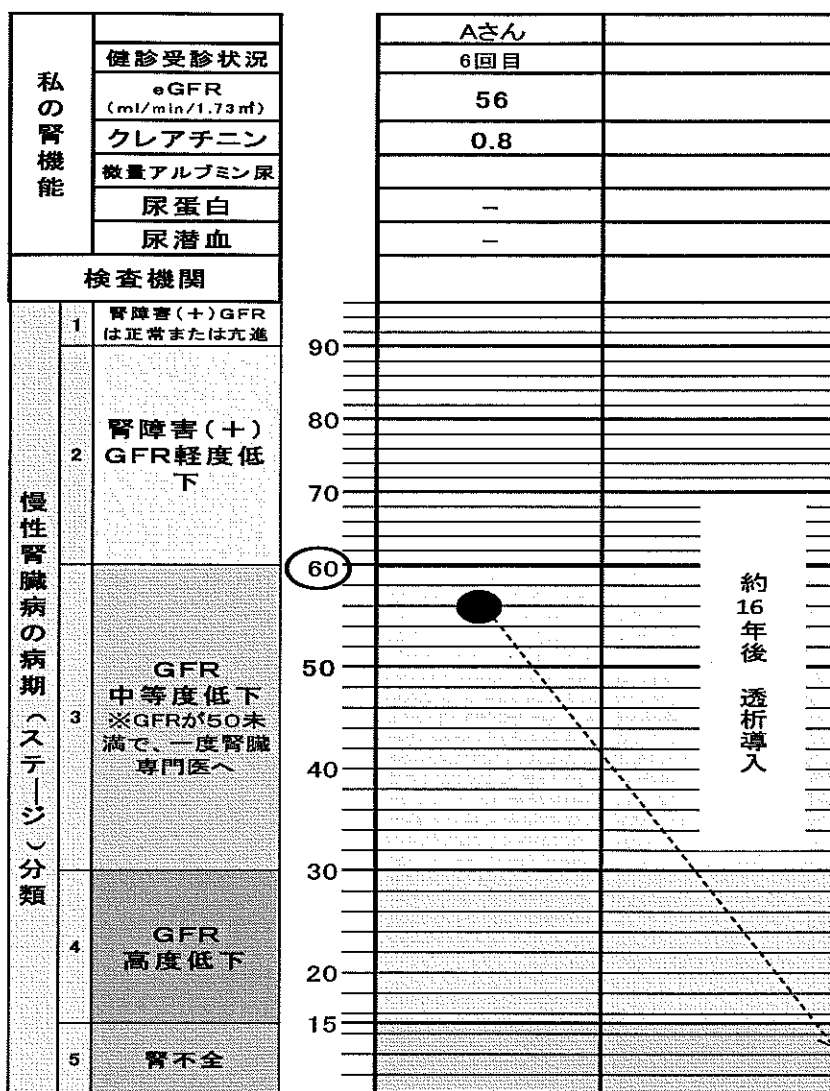 私の腎機能
Aさん
健診受診状況
6回目
eGFR
(ml/min/1.73㎡)
56
クレアチニン
0.8
微量アルブミン尿
尿蛋白
−
尿潜血
−
検査機関
慢性腎臓病の病期（ステージ）分類
1
腎障害(＋)GFR
は正常または亢進
2
腎障害(＋)
GFR軽度低
下
3
GFR
中等度低下
※GFRが50未
満で、一度腎臓
専門医へ
4
GFR
高度低下
5
腎不全
90
80
70
60
50
40
30
20
15
約16年後 透析導入